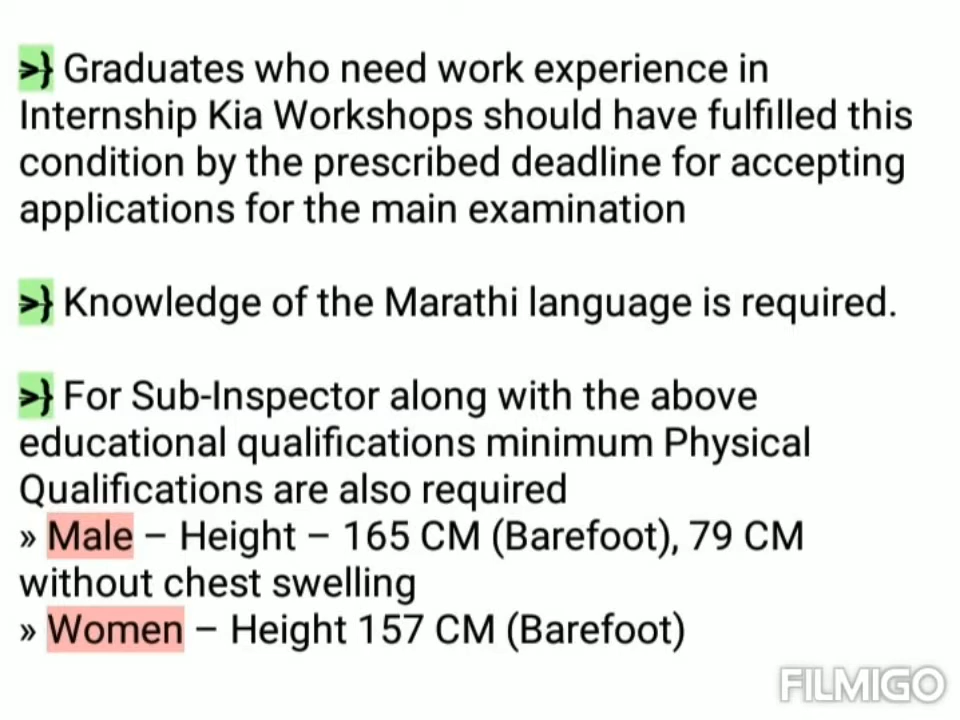 >} Graduates who need work experience in
Internship Kia Workshops should have fulfilled this
condition by the prescribed deadline for accepting
applications for the main examination
>} Knowledge of the Marathi language is required.
>} For Sub-Inspector along with the above
educational qualifications minimum Physical
Qualifications are also required
» Male – Height – 165 CM (Barefoot), 79 CM
without chest swelling
» Women – Height 157 CM (Barefoot)
FILMIGO